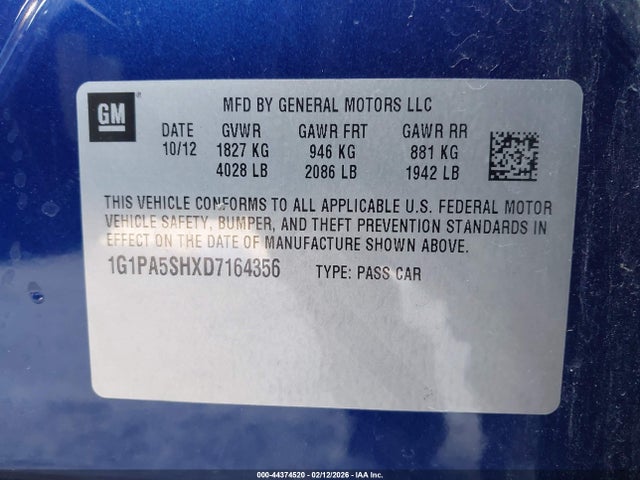 GM
MFD BY GENERAL MOTORS LLC
DATE GVWR GAWR FRT GAWR RR
10/12 1827 KG 946 KG 881 KG
4028 LB 2086 LB 1942 LB
THIS VEHICLE CONFORMS TO ALL APPLICABLE U.S. FEDERAL MOTOR
VEHICLE SAFETY, BUMPER, AND THEFT PREVENTION STANDARDS IN
EFFECT ON THE DATE OF MANUFACTURE SHOWN ABOVE.
1G1PA5SHXD7164356 TYPE: PASS CAR
000-44374520 - 02/12/2026 - IAA Inc.